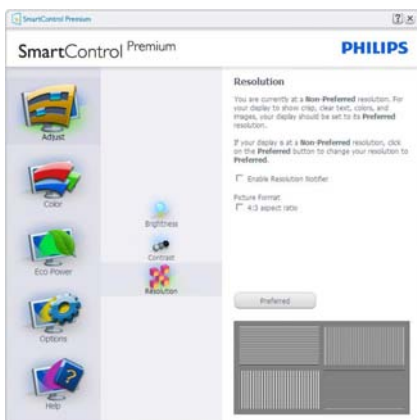 SmartControl Premium
SmartControl Premium
PHILIPS
Adjust
Color
Eco Power
Options
Help
Brightness
Contrast
Resolution
Resolution
You are currently at a Non-Preferred resolution. For
your display to show crisp, clear text, colors, and
images, your display should be set to its Preferred
resolution.
If your display is at a Non-Preferred resolution, click
on the Preferred button to change your resolution to
Preferred.
Enable Resolution Notifier
Picture Format
4:3 aspect ratio
Preferred